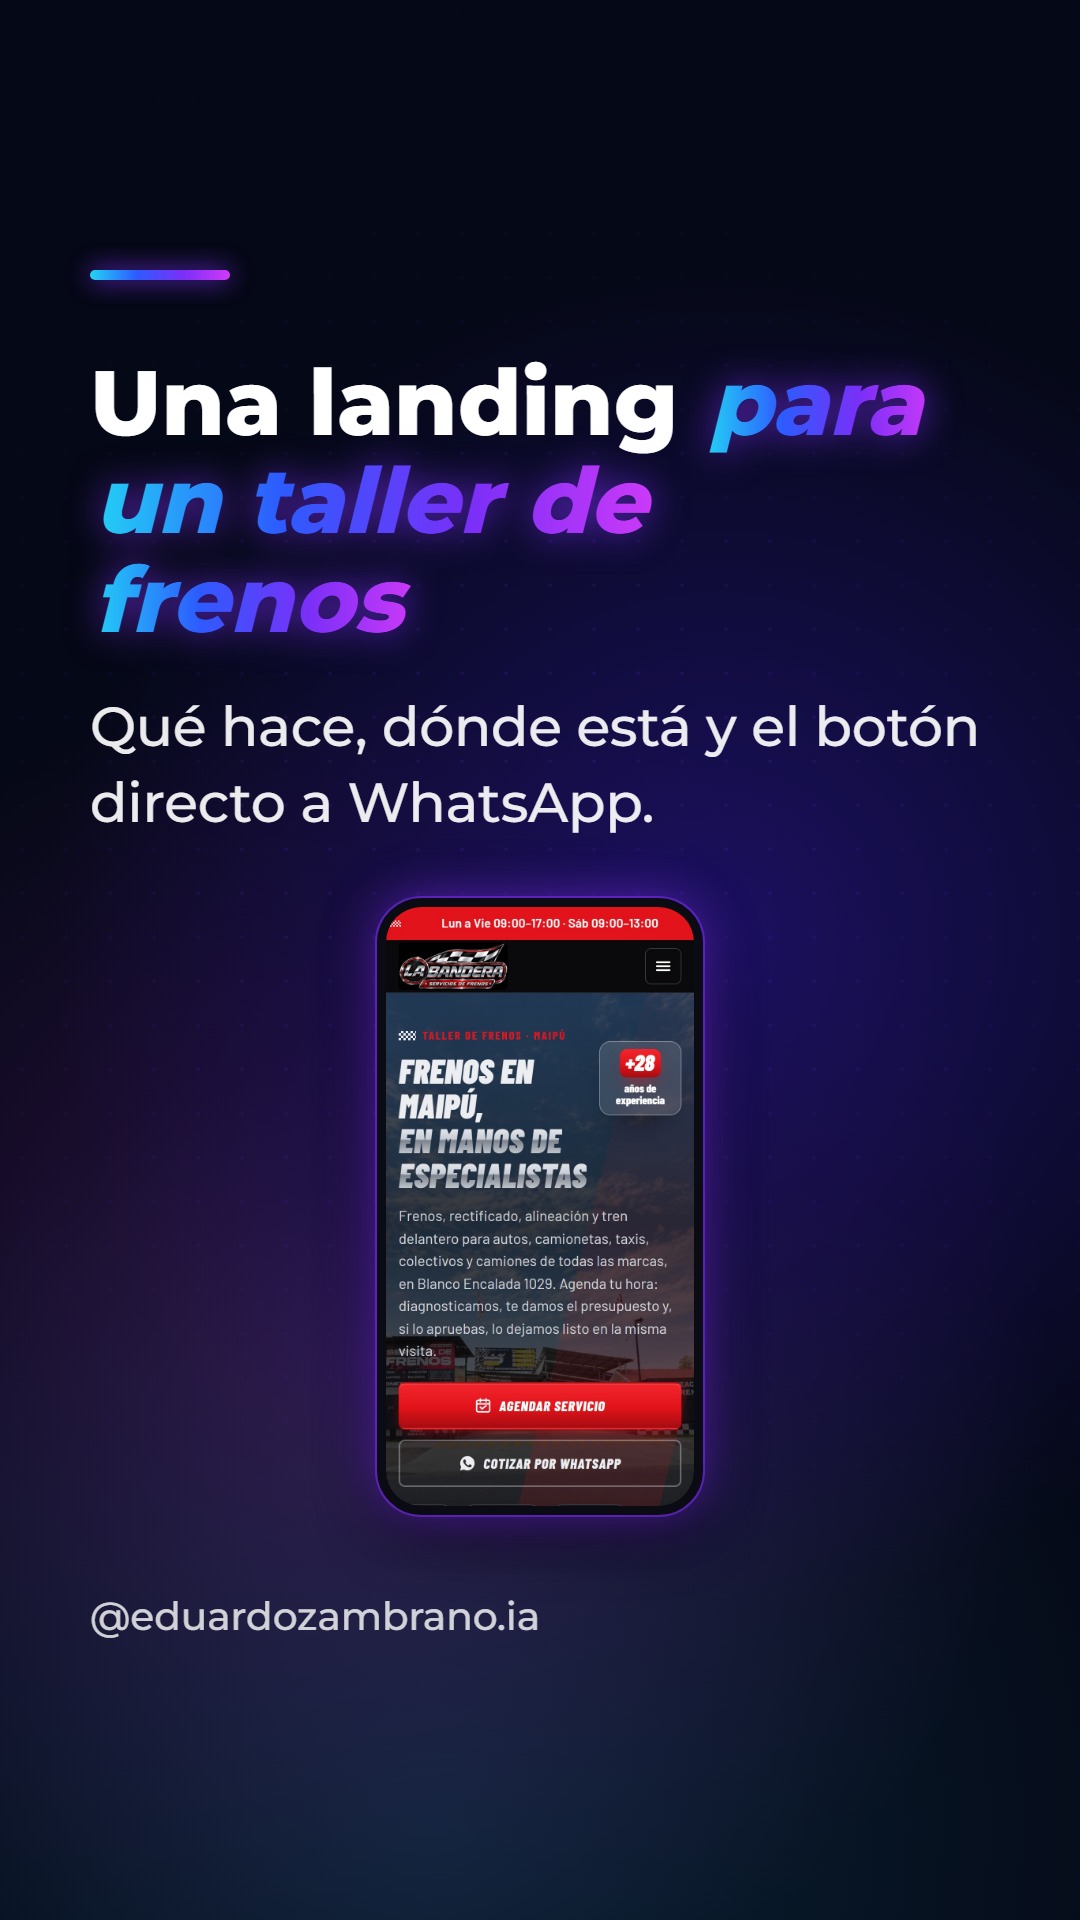 Una landing para
un taller de
frenos
Qué hace, dónde está y el botón
directo a WhatsApp.
Lun a Vie 09:00–17:00 · Sáb 09:00–13:00
LA BANDERA
SERVICIOS DE FRENOS
TALLER DE FRENOS · MAIPÚ
+28
años de
experiencia
FRENOS EN
MAIPÚ,
EN MANOS DE
ESPECIALISTAS
Frenos, rectificado, alineación y tren
delantero para autos, camionetas, taxis,
colectivos y camiones de todas las marcas,
en Blanco Encalada 1029. Agenda tu hora:
diagnosticamos, te damos el presupuesto y,
si lo apruebas, lo dejamos listo en la misma
visita.
FRENOS
AGENDAR SERVICIO
COTIZAR POR WHATSAPP
@eduardozambrano.ia